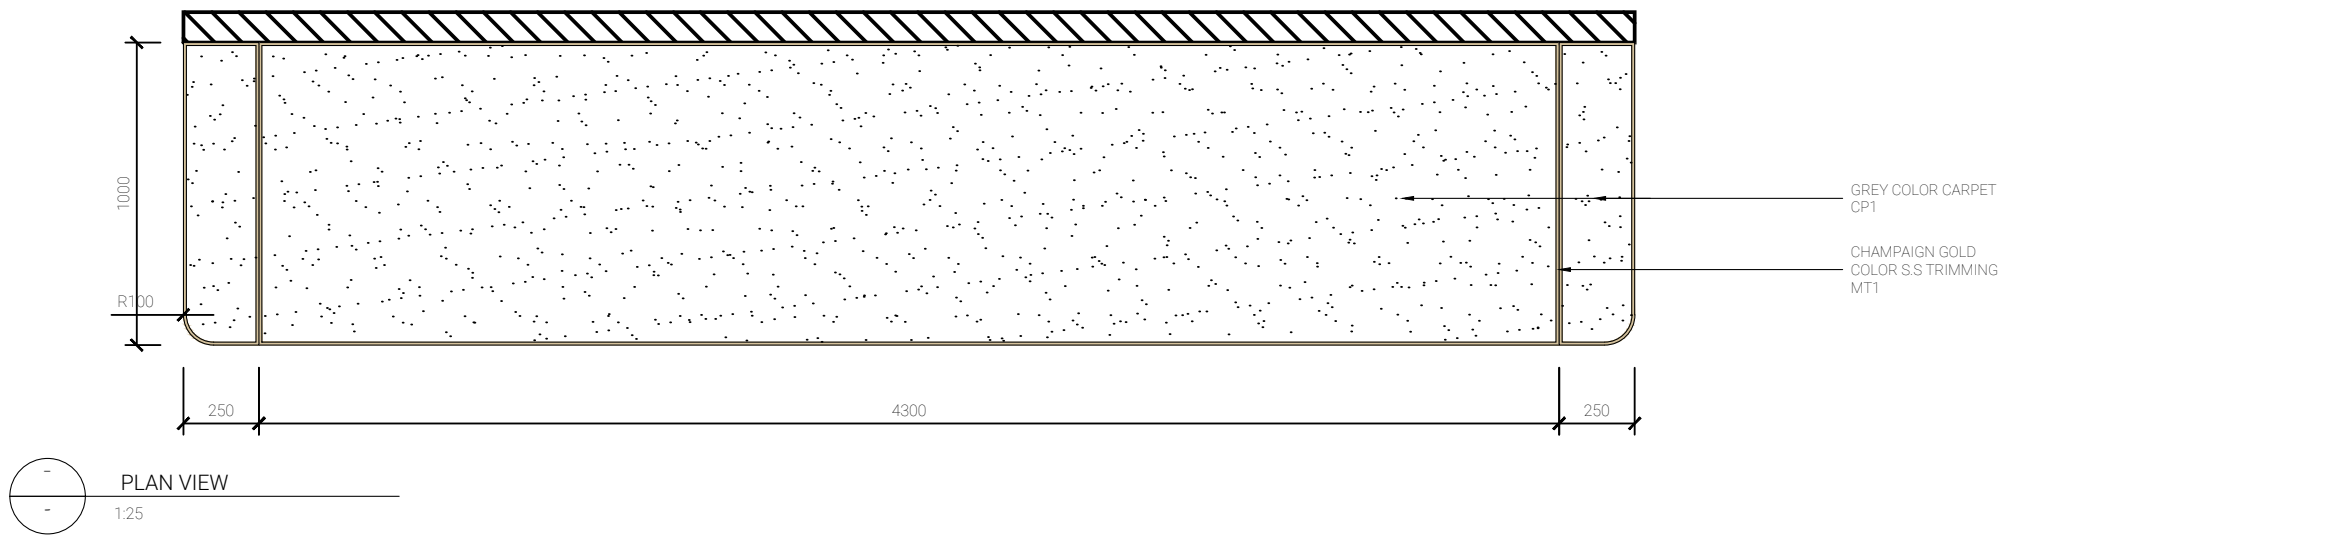 1000
GREY COLOR CARPET
CP1
CHAMPAIGN GOLD
COLOR S.S TRIMMING
MT1
R100
250
4300
250
PLAN VIEW
1:25